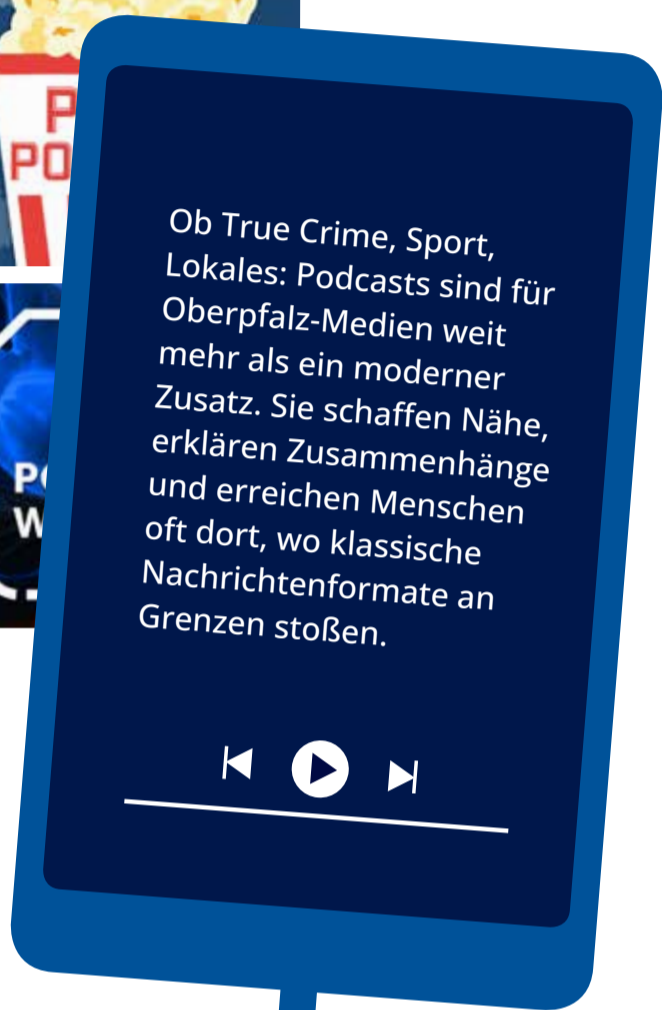 Ob True Crime, Sport,
Lokales: Podcasts sind für
Oberpfalz-Medien weit
mehr als ein moderner
Zusatz. Sie schaffen Nähe,
erklären Zusammenhänge
und erreichen Menschen
oft dort, wo klassische
Nachrichtenformate an
Grenzen stoßen.